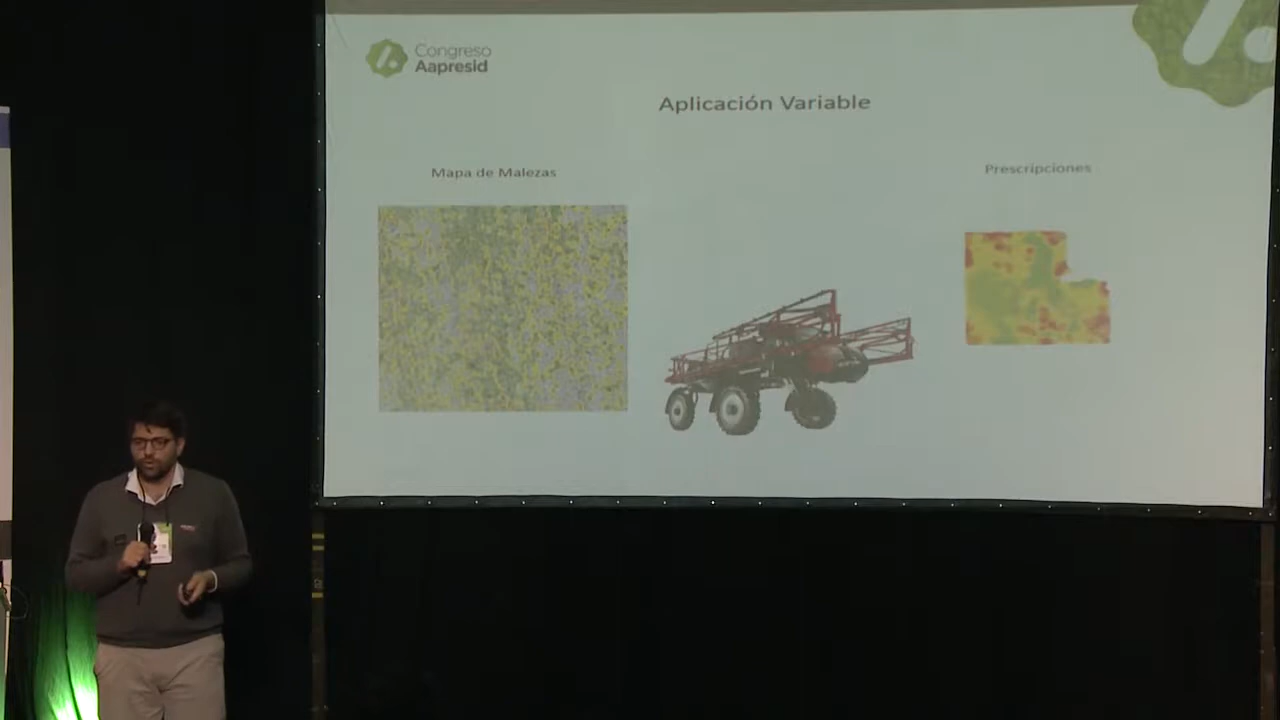 Congreso
Aapresid
Aplicación Variable
Mapa de Malezas
Prescripciones